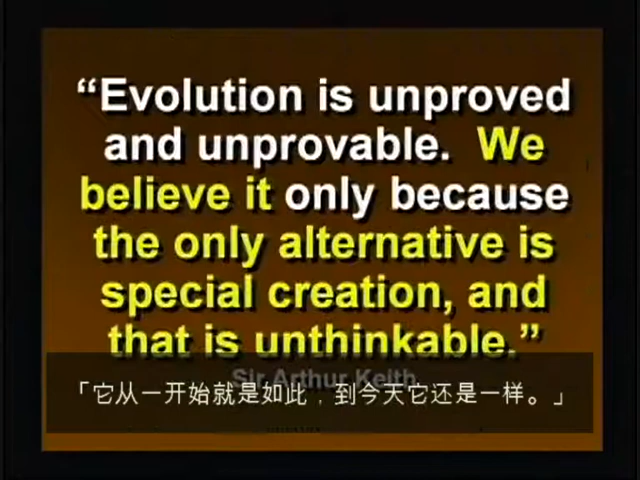 “Evolution is unproved
and unprovable. We
believe it only because
the only alternative is
special creation, and
that is unthinkable.”
Sir Arthur Keith
「它从一开始就是如此，到今天它还是一样。」